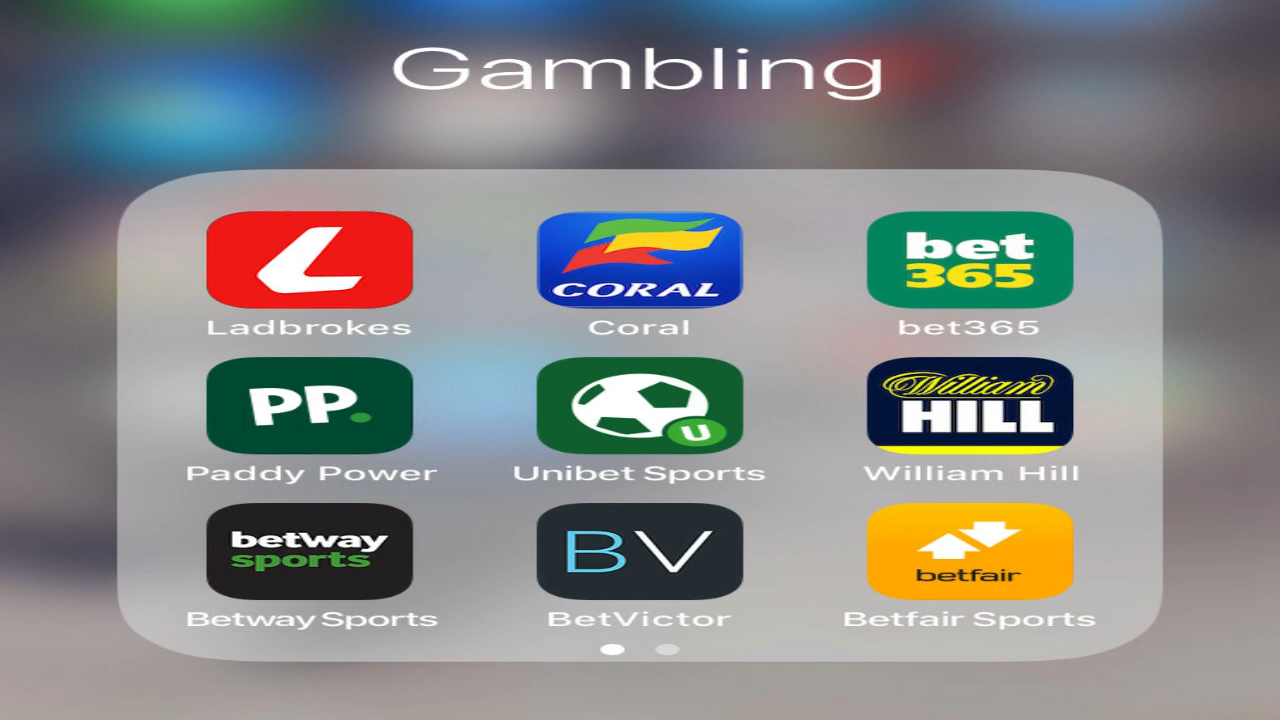 Gambling
L
CORAL
bet
365
Ladbrokes
Coral
bet365
PP.
U
William
HILL
Paddy Power
Unibet Sports
William Hill
betway
sports
BV
betfair
Betway Sports
BetVictor
Betfair Sports